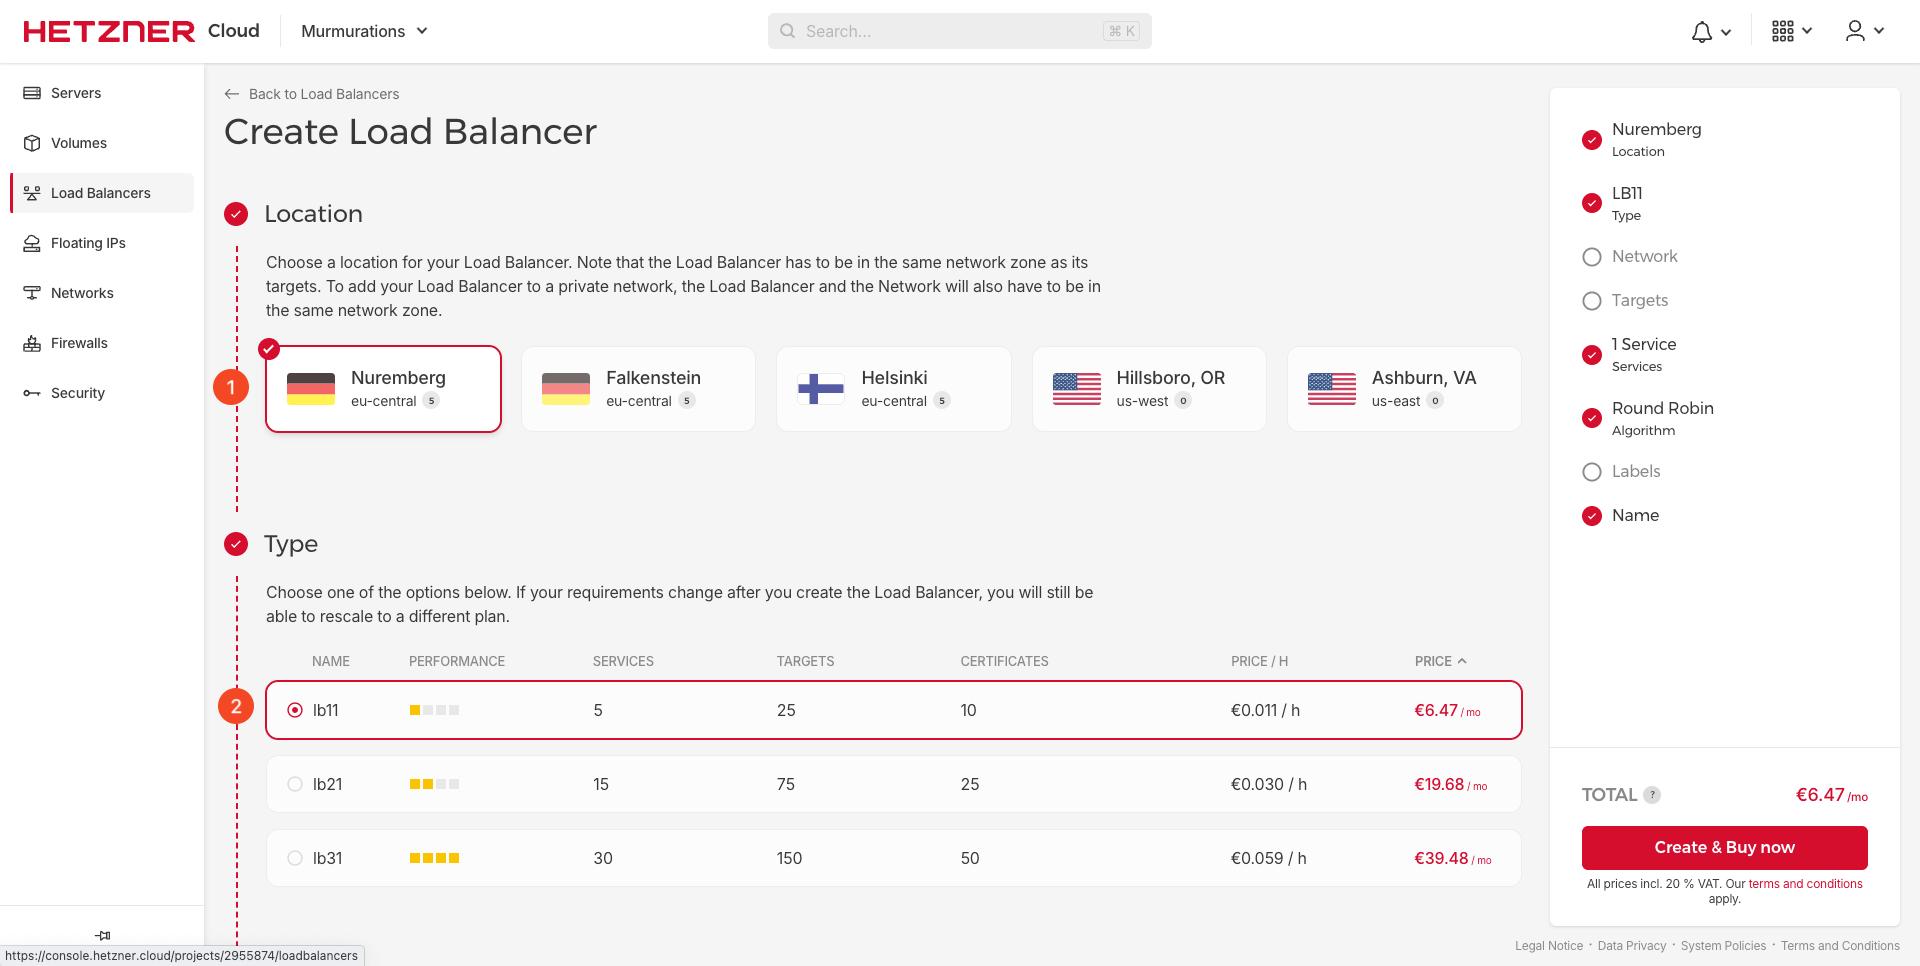 HETZNER Cloud
Murmurations
Search...
⌘ K
Servers
Volumes
Load Balancers
Floating IPs
Networks
Firewalls
Security
← Back to Load Balancers
Create Load Balancer
Location
Choose a location for your Load Balancer. Note that the Load Balancer has to be in the same network zone as its
targets. To add your Load Balancer to a private network, the Load Balancer and the Network will also have to be in
the same network zone.
1
Nuremberg
eu-central 5
Falkenstein
eu-central 5
Helsinki
eu-central 5
Hillsboro, OR
us-west 0
Ashburn, VA
us-east 0
Type
Choose one of the options below. If your requirements change after you create the Load Balancer, you will still be
able to rescale to a different plan.
NAME PERFORMANCE SERVICES TARGETS CERTIFICATES PRICE / H PRICE
2
lb11 5 25 10 €0.011 / h €6.47 / mo
lb21 15 75 25 €0.030 / h €19.68 / mo
lb31 30 150 50 €0.059 / h €39.48 / mo
Nuremberg
Location
LB11
Type
Network
Targets
1 Service
Services
Round Robin
Algorithm
Labels
Name
TOTAL ? €6.47 /mo
Create & Buy now
All prices incl. 20 % VAT. Our terms and conditions
apply.
Legal Notice · Data Privacy · System Policies · Terms and Conditions
https://console.hetzner.cloud/projects/2955874/loadbalancers